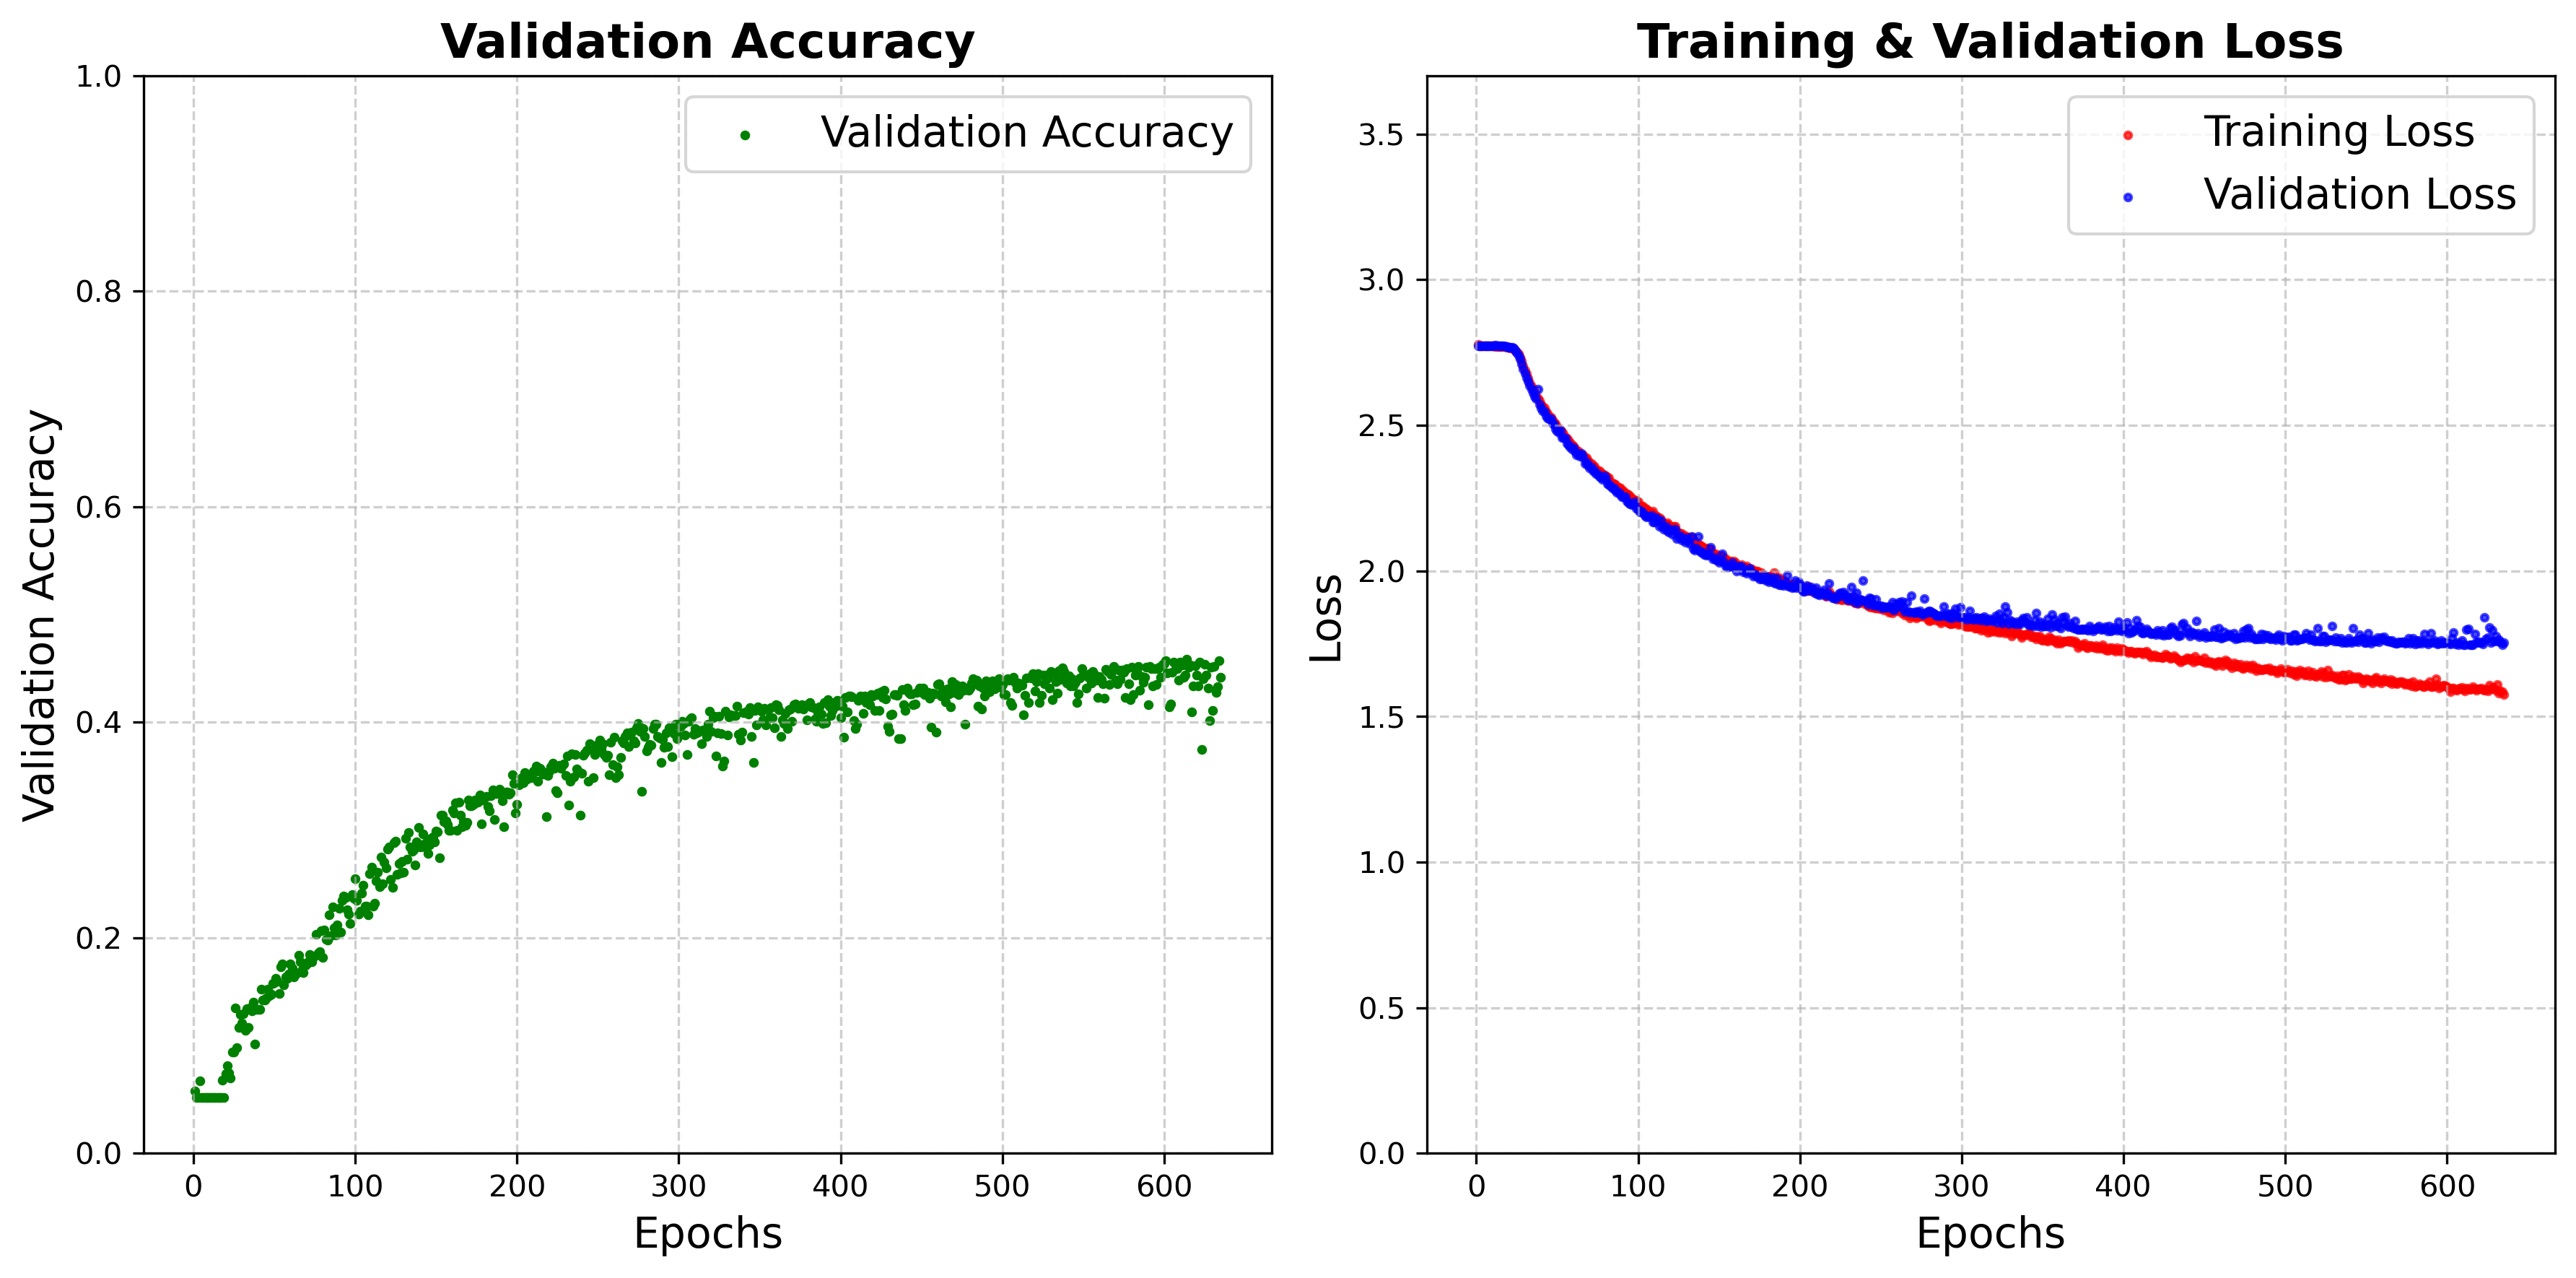 Validation Accuracy
1.0
0.8
0.6
0.4
0.2
0.0
Validation Accuracy
Validation Accuracy
0 100 200 300 400 500 600
Epochs
Training & Validation Loss
3.5
3.0
2.5
2.0
1.5
1.0
0.5
0.0
Loss
Training Loss
Validation Loss
0 100 200 300 400 500 600
Epochs